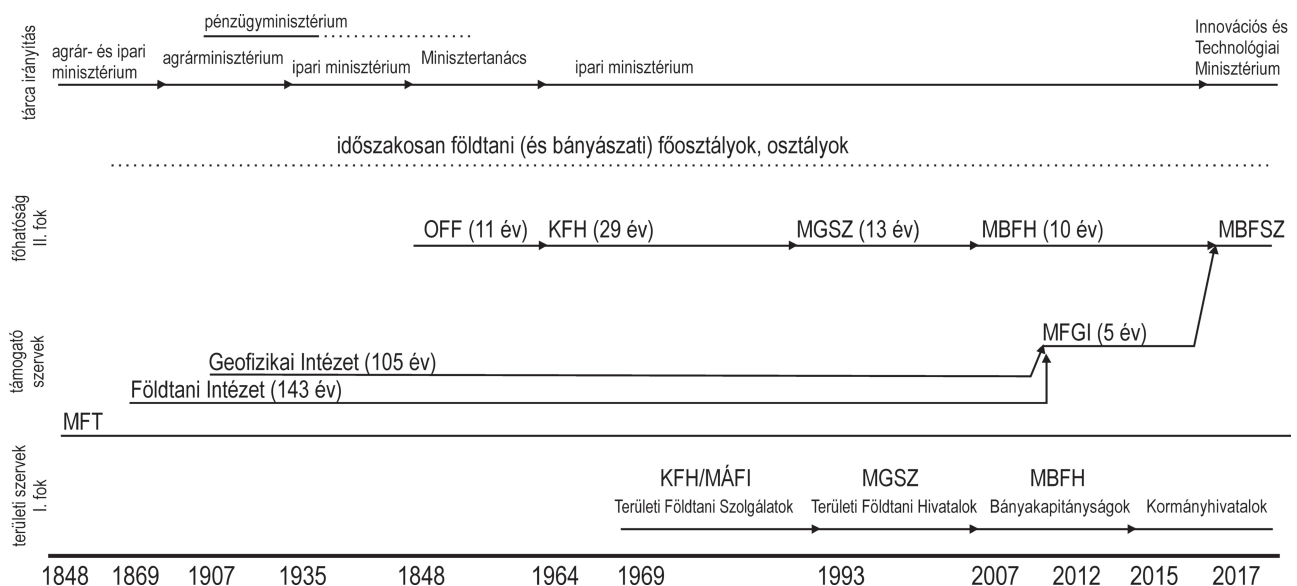 pénzügyminisztérium
Innovációs és
Technológiai
Minisztérium
agrár- és ipari
minisztérium
agrárminisztérium
ipari minisztérium
Minisztertanács
ipari minisztérium
tárca irányítás
időszakosan földtani (és bányászati) főosztályok, osztályok
főhatóság
II. fok
OFF (11 év)
KFH (29 év)
MGSZ (13 év)
MBFH (10 év)
MBFSZ
támogató
szervek
MFGI (5 év)
Geofizikai Intézet (105 év)
Földtani Intézet (143 év)
MFT
területi szervek
I. fok
KFH/MÁFI
Területi Földtani Szolgálatok
MGSZ
Területi Földtani Hivatalok
MBFH
Bányakapitányságok
Kormányhivatalok
1848 1869 1907 1935 1848 1964 1969 1993 2007 2012 2015 2017